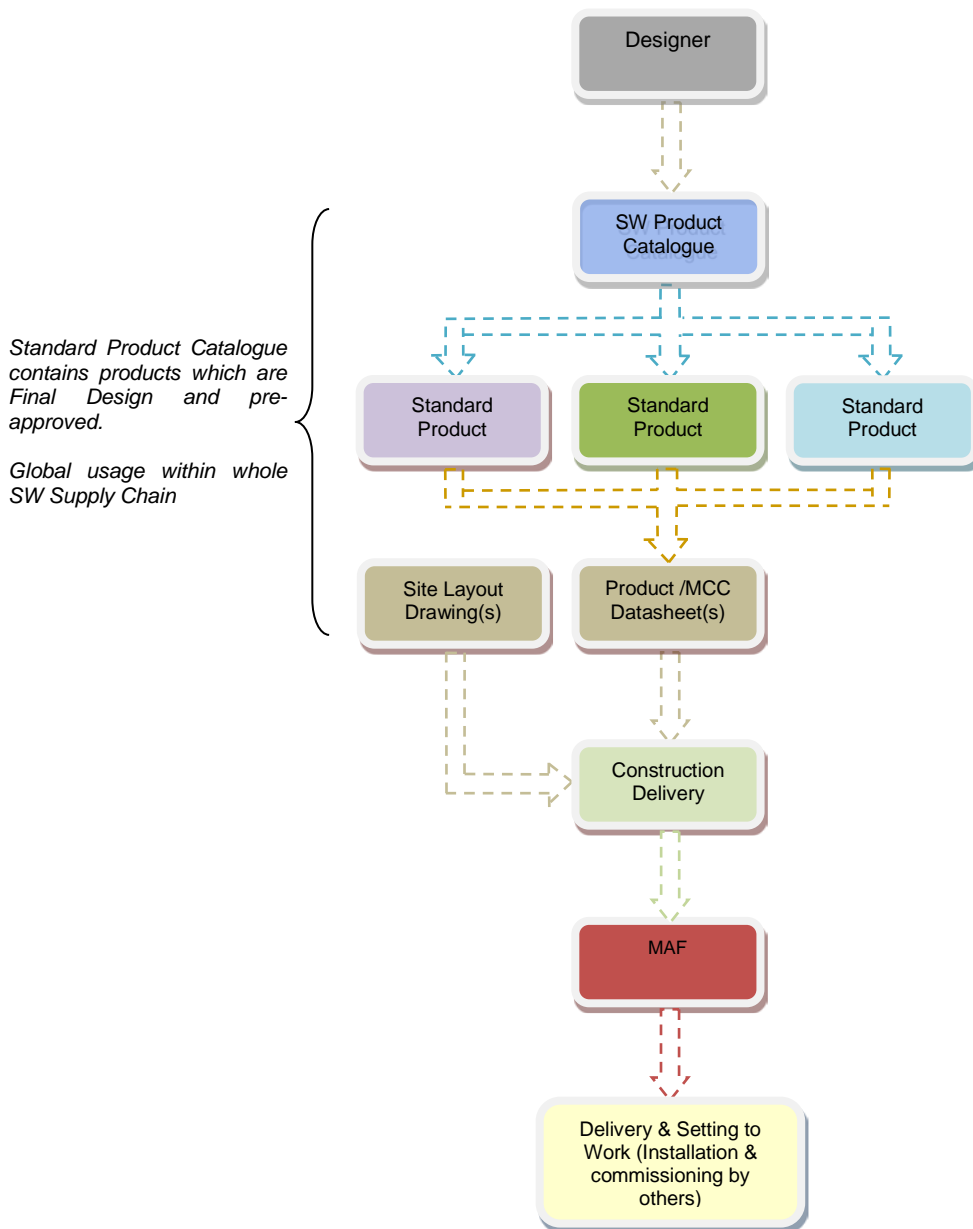 Designer
SW Product
Catalogue
Standard Product Catalogue
contains products which are
Final Design and pre-
approved.
Global usage within whole
SW Supply Chain
Standard
Product
Standard
Product
Standard
Product
Site Layout
Drawing(s)
Product /MCC
Datasheet(s)
Construction
Delivery
MAF
Delivery & Setting to
Work (Installation &
commissioning by
others)